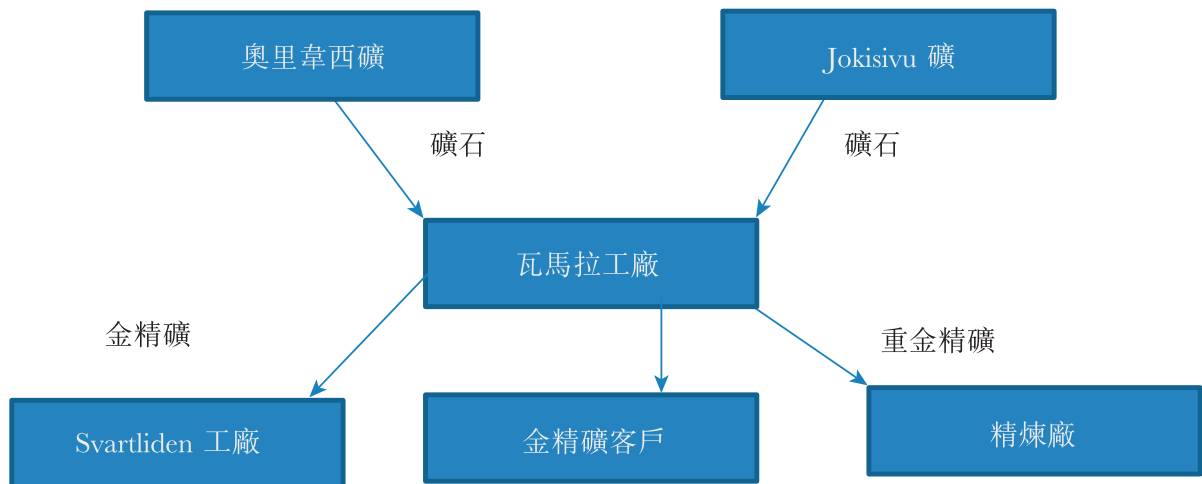 奧里韋西礦
Jokisivu 礦
礦石
礦石
瓦馬拉工廠
金精礦
重金精礦
Svartliden 工廠
金精礦客戶
精煉廠